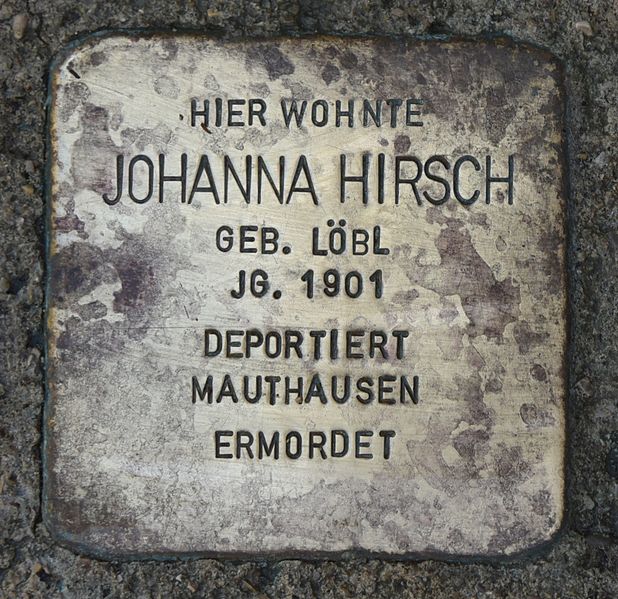 HIER WOHNTE
JOHANNA HIRSCH
GEB. LÖBL
JG. 1901
DEPORTIERT
MAUTHAUSEN
ERMORDET